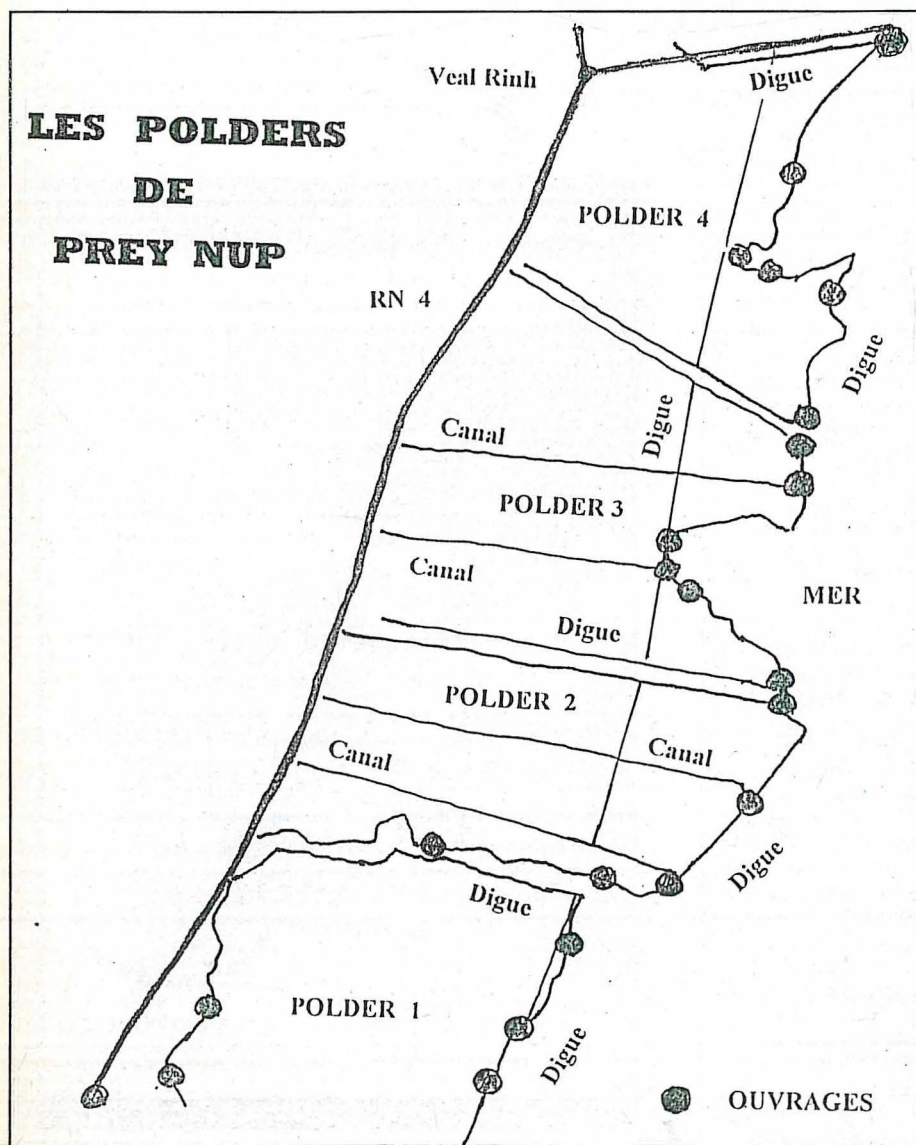 LES POLDERS
DE
PREY NUP
Veal Rinh
Digue
POLDER 4
RN 4
Digue
Digue
Canal
POLDER 3
Canal
MER
Digue
POLDER 2
Canal
Canal
Digue
Digue
POLDER 1
Digue
OUVRAGES